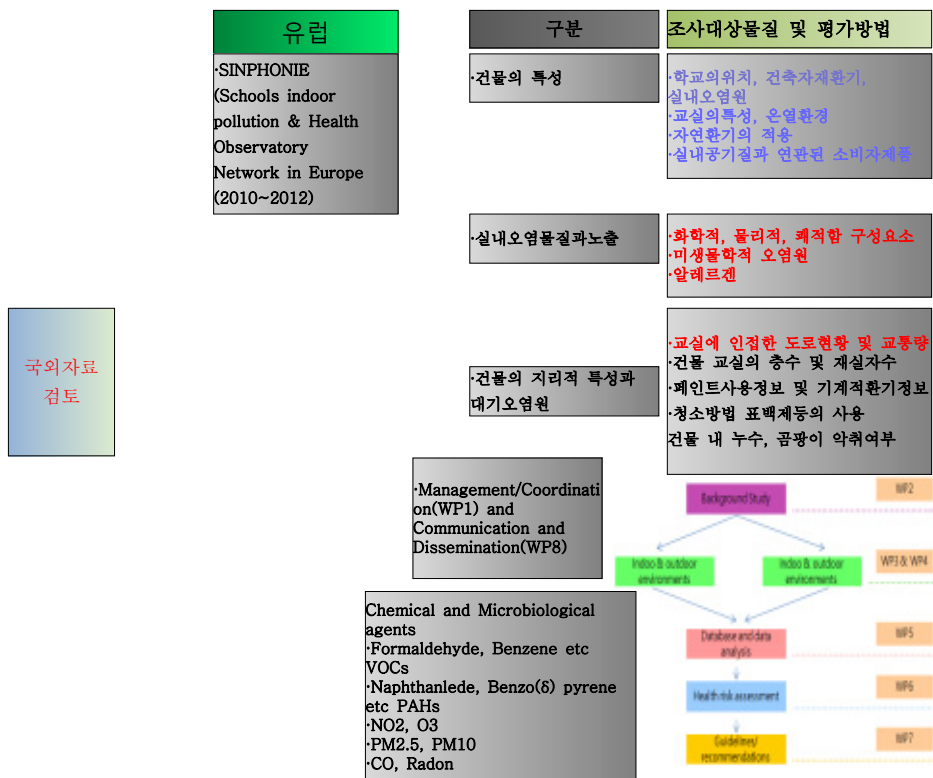 유럽
·SINPHONIE
(Schools indoor
pollution & Health
Observatory
Network in Europe
(2010~2012)
구분
조사대상물질 및 평가방법
·건물의 특성
·학교의위치, 건축자재환기,
실내오염원
·교실의특성, 온열환경
·자연환기의 적용
·실내공기질과 연관된 소비자제품
·실내오염물질과노출
·화학적, 물리적, 쾌적함 구성요소
·미생물학적 오염원
·알레르겐
국외자료
검토
·건물의 지리적 특성과
대기오염원
·교실에 인접한 도로현황 및 교통량
·건물 교실의 층수 및 재실자수
·페인트사용정보 및 기계적환기정보
·청소방법 표백제등의 사용
건물 내 누수, 곰팡이 악취여부
·Management/Coordinati
on(WP1) and
Communication and
Dissemination(WP8)
Chemical and Microbiological
agents
·Formaldehyde, Benzene etc
VOCs
·Naphthanlede, Benzo(δ) pyrene
etc PAHs
·NO2, O3
·PM2.5, PM10
·CO, Radon
Background Study
WP2
Indoo & outdoor
environments
Indoo & outdoor
environments
WP3 & WP4
Database and data
analysis
WP5
Health risk assessment
WP6
Guidelines/
recommendations
WP7